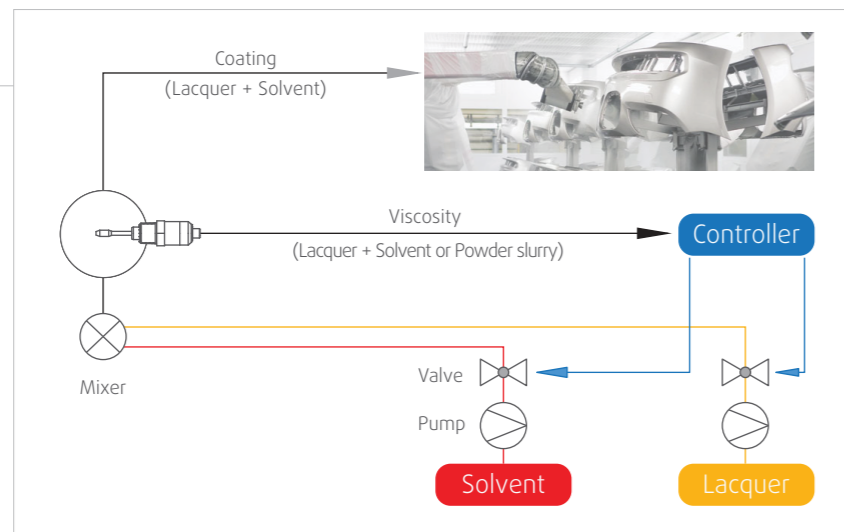 Coating
(Lacquer + Solvent)
Viscosity
(Lacquer + Solvent or Powder slurry)
Controller
Mixer
Valve
Pump
Solvent
Lacquer